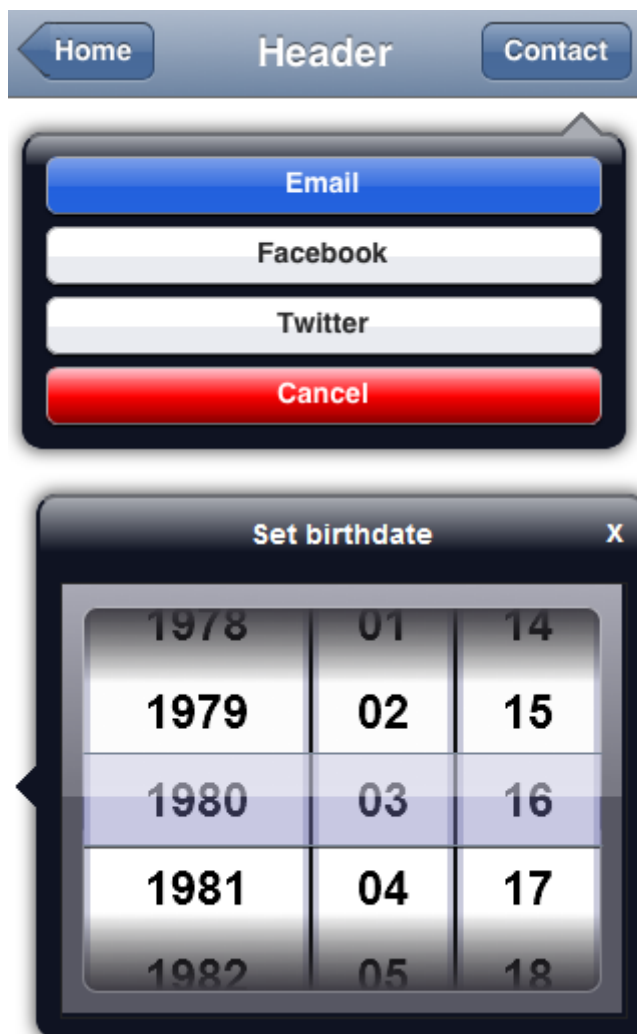 Home Header Contact
Email
Facebook
Twitter
Cancel
Set birthdate X
1978 01 14
1979 02 15
1980 03 16
1981 04 17
1982 05 18